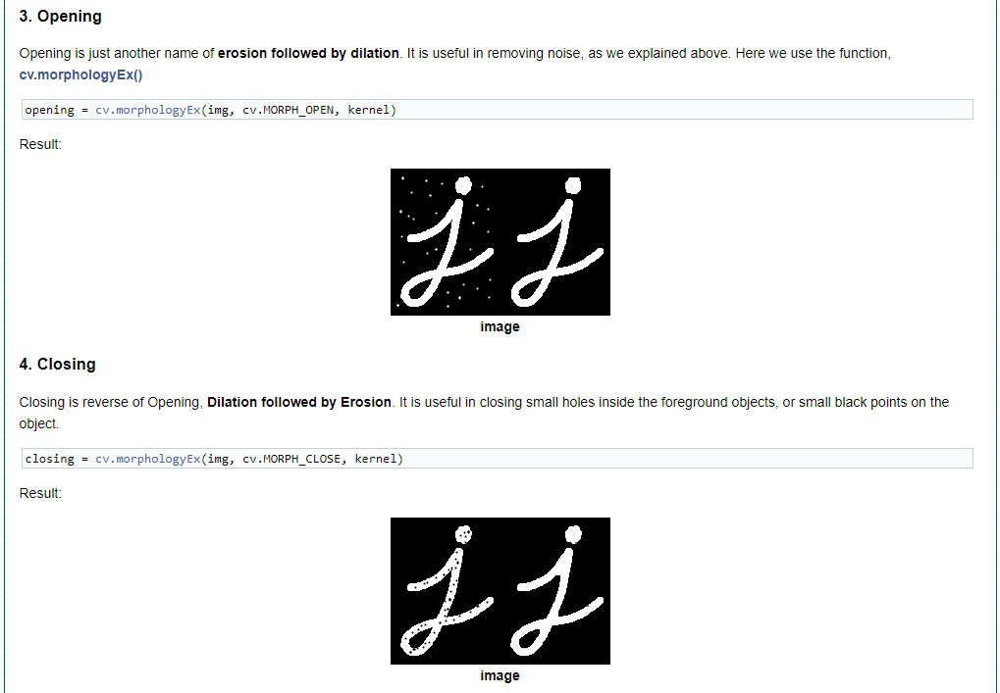 3. Opening
Opening is just another name of erosion followed by dilation. It is useful in removing noise, as we explained above. Here we use the function,
cv.morphologyEx()
opening = cv.morphologyEx(img, cv.MORPH_OPEN, kernel)
Result:
image
4. Closing
Closing is reverse of Opening, Dilation followed by Erosion. It is useful in closing small holes inside the foreground objects, or small black points on the
object.
closing = cv.morphologyEx(img, cv.MORPH_CLOSE, kernel)
Result:
image